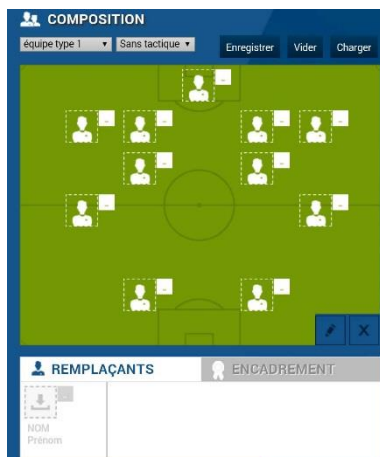 COMPOSITION
équipe type 1 Sans tactique Enregistrer Vider Charger
REMPLAÇANTS ENCADREMENT
NOM
Prénom